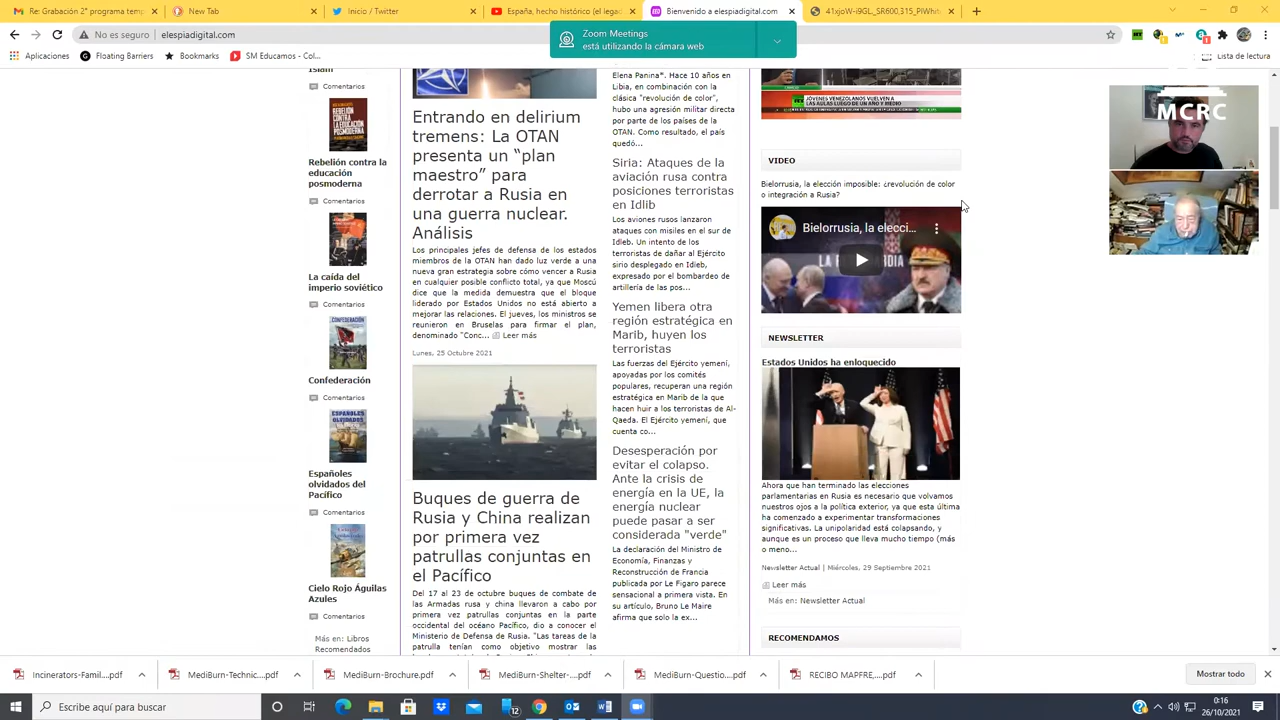 Re Grabación 2ª programa temp:
New Tab
Inicio / Twitter
España, hecho histórico (el legac
Bienvenido a elespiadigital.com
41xjoW-i9GL_SR600,315_PIWhite
No es seguro
elespiadigital.com
Zoom Meetings
está utilizando la cámara web
Aplicaciones
Floating Barriers
Bookmarks
SM Educamos - Col...
Lista de lectura
MCRC
Islam
Comentarios
Rebelión contra la
educación
posmoderna
Comentarios
La caída del
imperio soviético
Comentarios
CONFEDERACIÓN
Confederación
Comentarios
Españoles
olvidados del
Pacífico
Comentarios
Cielo Rojo Águilas
Azules
Comentarios
Más en: Libros
Recomendados
Entrando en delirium
tremens: La OTAN
presenta un “plan
maestro” para
derrotar a Rusia en
una guerra nuclear.
Análisis
Los principales jefes de defensa de los estados
miembros de la OTAN han dado luz verde a una
nueva gran estrategia sobre cómo vencer a Rusia
en cualquier posible conflicto total, ya que Moscú
dice que la medida demuestra que el bloque
liderado por Estados Unidos no está abierto a
mejorar las relaciones. El jueves, los ministros se
reunieron en Bruselas para firmar el plan,
denominado "Conc... Leer más
Lunes, 25 Octubre 2021
Buques de guerra de
Rusia y China realizan
por primera vez
patrullas conjuntas en
el Pacífico
Del 17 al 23 de octubre buques de combate de
las Armadas rusa y china llevaron a cabo por
primera vez patrullas conjuntas en la parte
occidental del océano Pacífico, dio a conocer el
Ministerio de Defensa de Rusia. "Las tareas de la
patrulla tenían como objetivo mostrar las
Elena Panina*. Hace 10 años en
Libia, en combinación con la
clásica "revolución de color",
hubo una agresión militar directa
por parte de los países de la
OTAN. Como resultado, el país
quedó...
Siria: Ataques de la
aviación rusa contra
posiciones terroristas
en Idlib
Los aviones rusos lanzaron
ataques con misiles en el sur de
Idleb. Un intento de los
terroristas de dañar al Ejército
sirio desplegado en Idleb,
expresado por el bombardeo de
artillería de las pos...
Yemen libera otra
región estratégica en
Marib, huyen los
terroristas
Las fuerzas del Ejército yemení,
apoyadas por los comités
populares, recuperan una región
estratégica en Marib de la que
hacen huir a los terroristas de Al-
Qaeda. El Ejército yemení, que
cuenta co...
Desesperación por
evitar el colapso.
Ante la crisis de
energía en la UE, la
energía nuclear
puede pasar a ser
considerada "verde"
La declaración del Ministro de
Economía, Finanzas y
Reconstrucción de Francia
publicada por Le Figaro parece
sensacional a primera vista. En
su artículo, Bruno Le Maire
afirma que solo la ex...
JÓVENES VENEZOLANOS VUELVEN A
LAS AULAS LUEGO DE UN AÑO Y MEDIO
VIDEO
Bielorrusia, la elección imposible: ¿revolución de color
o integración a Rusia?
Bielorrusia, la elecci...
NEWSLETTER
Estados Unidos ha enloquecido
Ahora que han terminado las elecciones
parlamentarias en Rusia es necesario que volvamos
nuestros ojos a la política exterior, ya que esta última
ha comenzado a experimentar transformaciones
significativas. La unipolaridad está colapsando, y
aunque es un proceso que lleva mucho tiempo (más
o meno...
Newsletter Actual | Miércoles, 29 Septiembre 2021
Leer más
Más en: Newsletter Actual
RECOMENDAMOS
Incinerators-Famil....pdf
MediBurn-Technic....pdf
MediBurn-Brochure.pdf
MediBurn-Shelter-....pdf
MediBurn-Questio....pdf
RECIBO MAPFRE,....pdf
Mostrar todo
Escribe aquí para buscar
0:16
26/10/2021